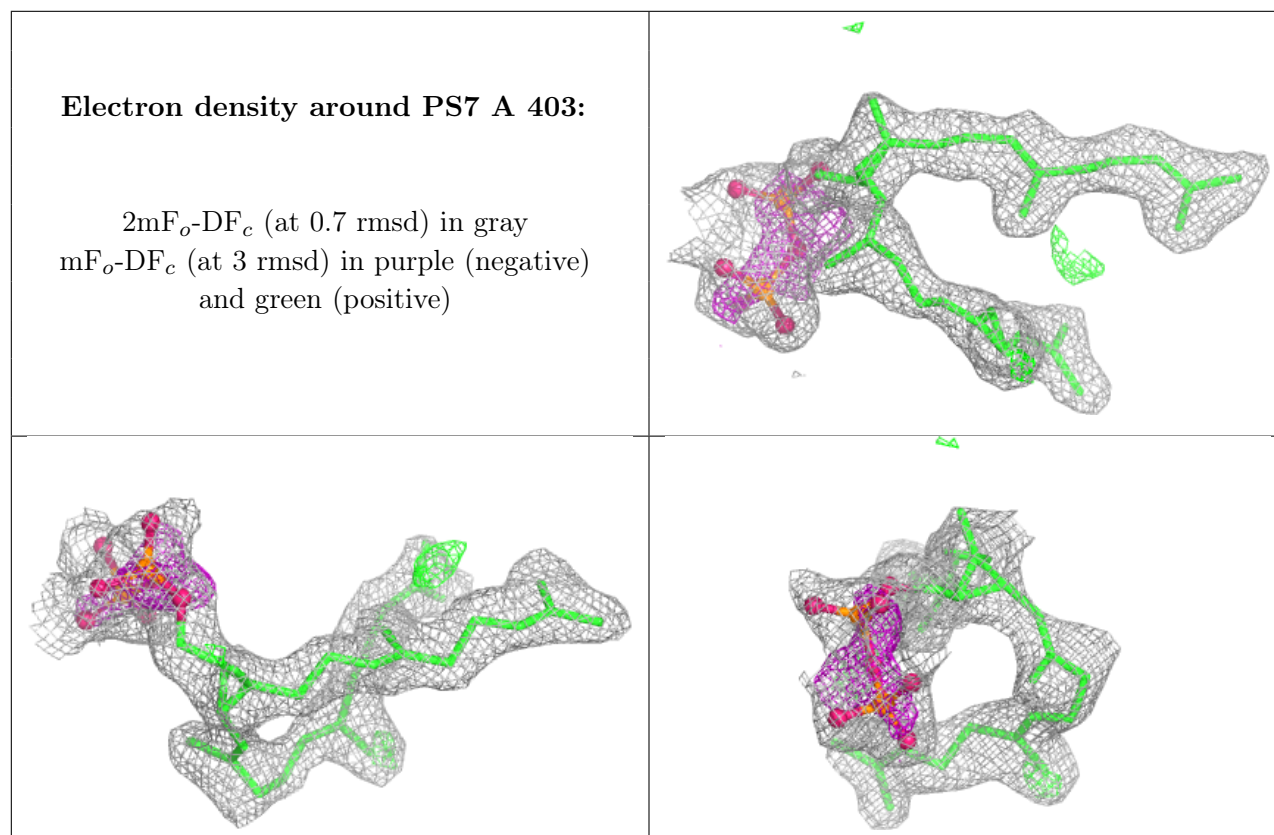 Electron density around PS7 A 403:
2mFₒ-DF𝒸 (at 0.7 rmsd) in gray
mFₒ-DF𝒸 (at 3 rmsd) in purple (negative)
and green (positive)